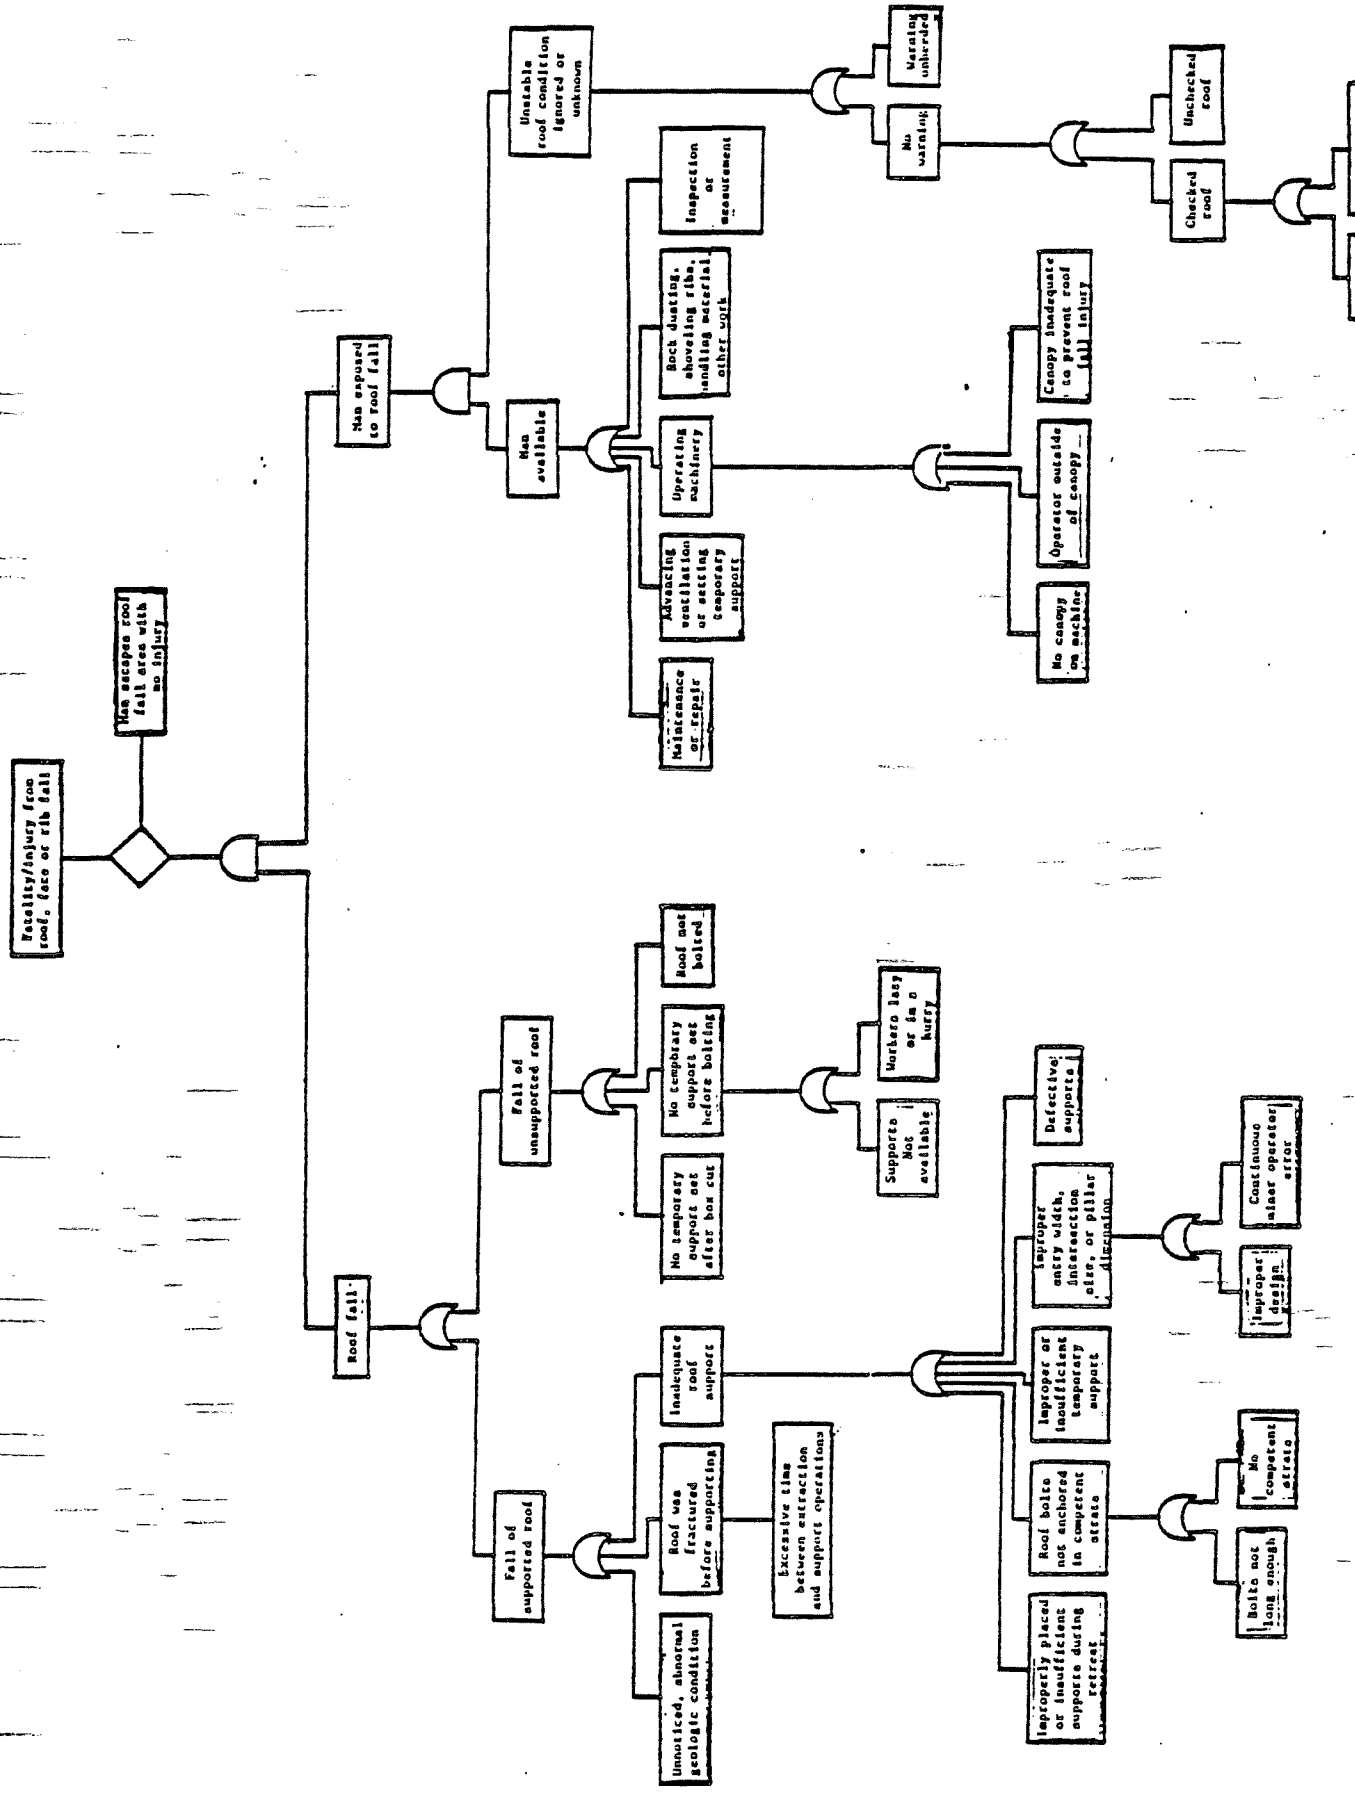 Fatality/injury from
roof, face or rib fall
Man escapes roof
fall area with
no injury
Roof fall
Man exposed
to roof fall
Fall of
supported roof
Fall of
unsupported roof
Man
available
Unstable
roof condition
ignored or
unknown
Unnoticed, abnormal
geologic condition
Roof was
fractured
before supporting
Inadequate
roof
support
No temporary
support set
after box cut
No temporary
support set
before bolting
Roof not
bolted
Maintenance
or repair
Advancing
ventilation
or setting
temporary
support
Operating
machinery
Rock dusting,
shoveling ribs,
handling material,
other work
Inspection
or
measurement
Excessive time
between extraction
and support operations
Supports
Not
available
Workers lazy
or in a
hurry
No
warning
Warning
unheeded
Improperly placed
or insufficient
supports during
retreat
Roof bolts
not anchored
in competent
strata
Improper or
insufficient
temporary
support
Improper
entry width,
intersection
size, or pillar
dimension
Defective
supports
No canopy
on machine
Operator outside
of canopy
Canopy inadequate
to prevent roof
fall injury
Checked
roof
Unchecked
roof
Bolts not
long enough
No
competent
strata
Improper
design
Continuous
miner operator
error